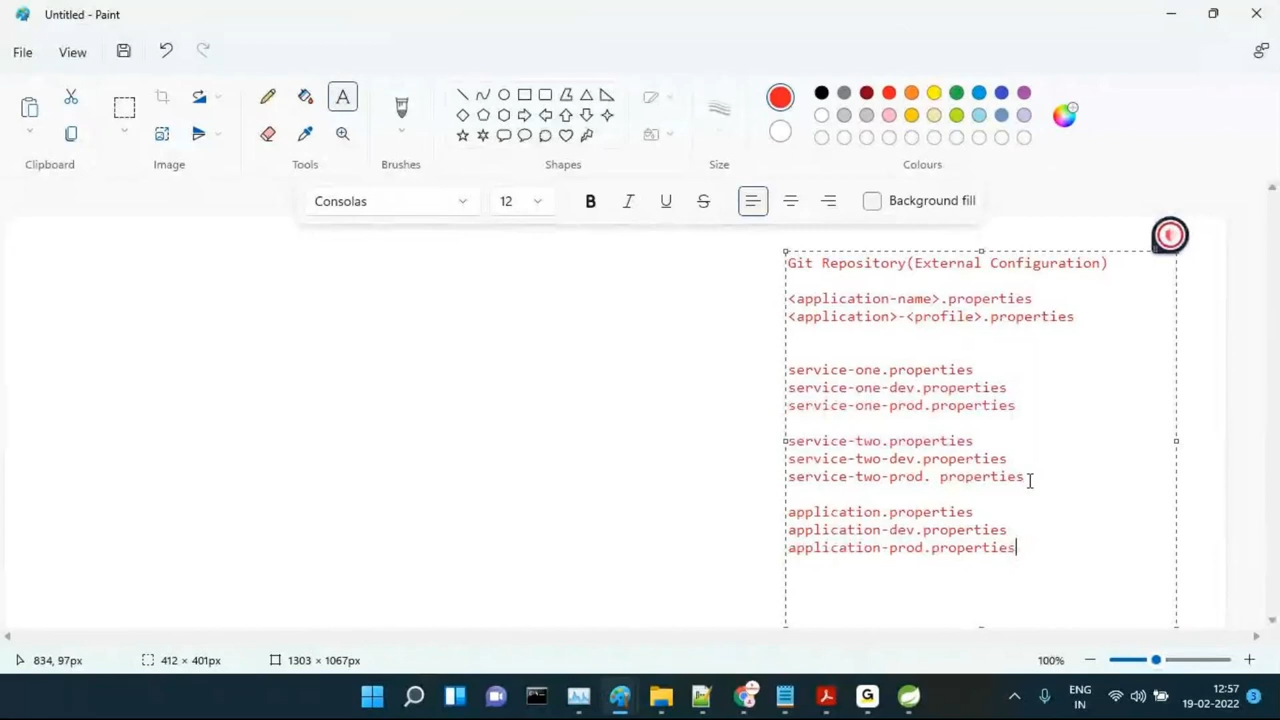 Untitled - Paint
File
View
Clipboard
Image
Tools
Brushes
Shapes
Size
Colours
Consolas
12
B
I
U
S
Background fill
Git Repository(External Configuration)
<application-name>.properties
<application>-<profile>.properties
service-one.properties
service-one-dev.properties
service-one-prod.properties
service-two.properties
service-two-dev.properties
service-two-prod. properties
application.properties
application-dev.properties
application-prod.properties
834, 97px
412 × 401px
1303 × 1067px
100%
ENG
IN
12:57
19-02-2022
3